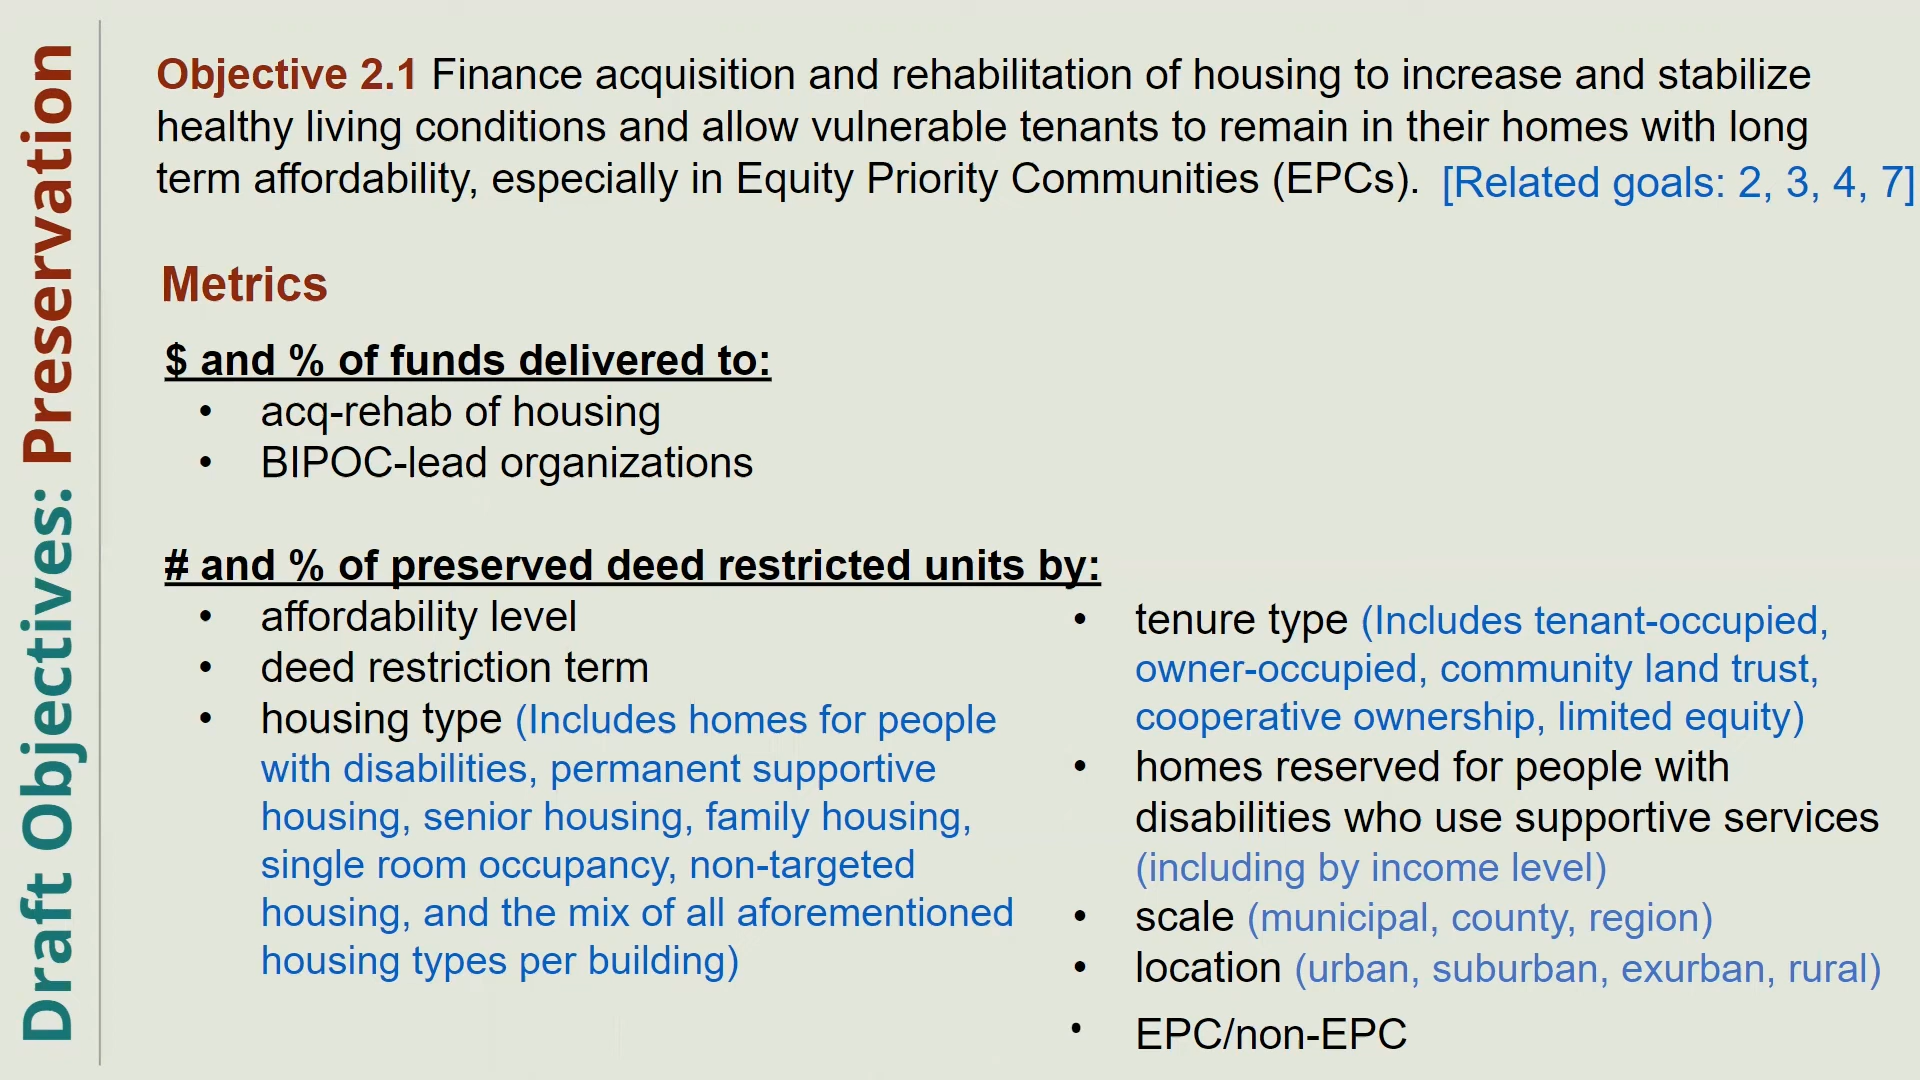 Draft Objectives: Preservation
Objective 2.1 Finance acquisition and rehabilitation of housing to increase and stabilize
healthy living conditions and allow vulnerable tenants to remain in their homes with long
term affordability, especially in Equity Priority Communities (EPCs). [Related goals: 2, 3, 4, 7]
Metrics
$ and % of funds delivered to:
• acq-rehab of housing
• BIPOC-lead organizations
# and % of preserved deed restricted units by:
• affordability level
• deed restriction term
• housing type (Includes homes for people
with disabilities, permanent supportive
housing, senior housing, family housing,
single room occupancy, non-targeted
housing, and the mix of all aforementioned
housing types per building)
• tenure type (Includes tenant-occupied,
owner-occupied, community land trust,
cooperative ownership, limited equity)
• homes reserved for people with
disabilities who use supportive services
(including by income level)
• scale (municipal, county, region)
• location (urban, suburban, exurban, rural)
• EPC/non-EPC